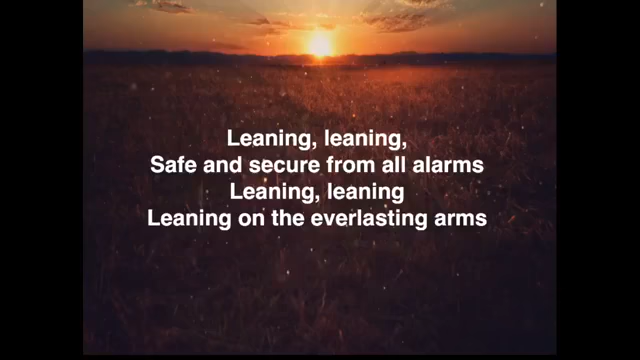 Leaning, leaning,
Safe and secure from all alarms
Leaning, leaning
Leaning on the everlasting arms